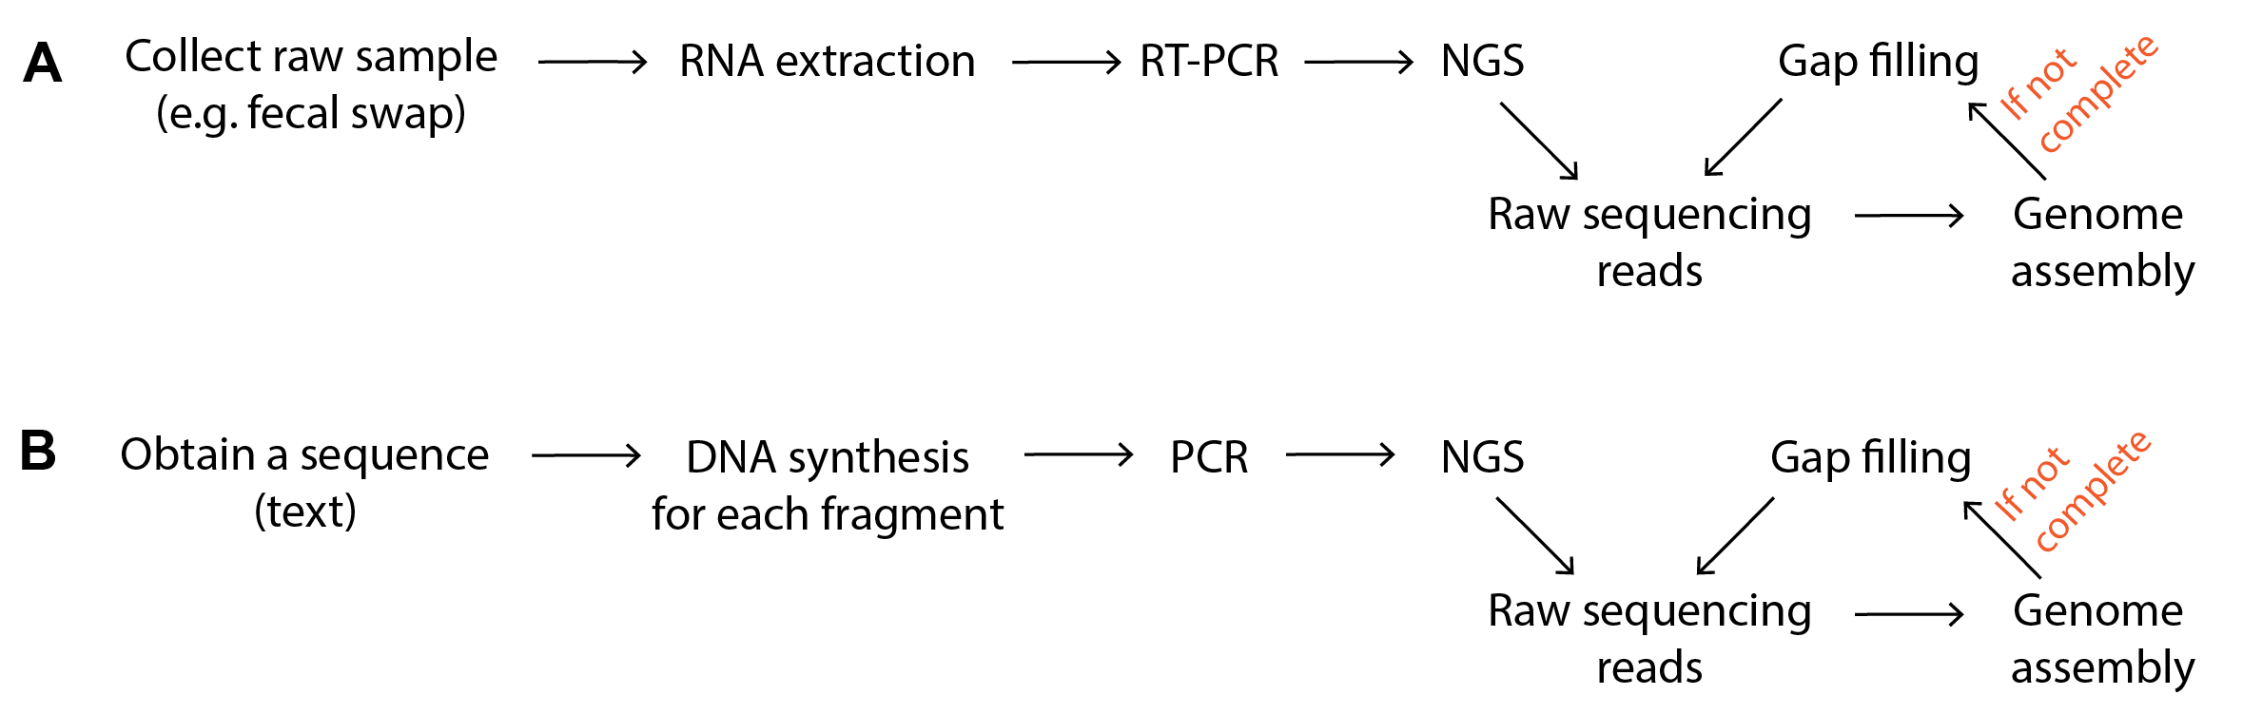 A
Collect raw sample
(e.g. fecal swap)
RNA extraction
RT-PCR
NGS
Gap filling
If not
complete
Raw sequencing
reads
Genome
assembly
B
Obtain a sequence
(text)
DNA synthesis
for each fragment
PCR
NGS
Gap filling
If not
complete
Raw sequencing
reads
Genome
assembly